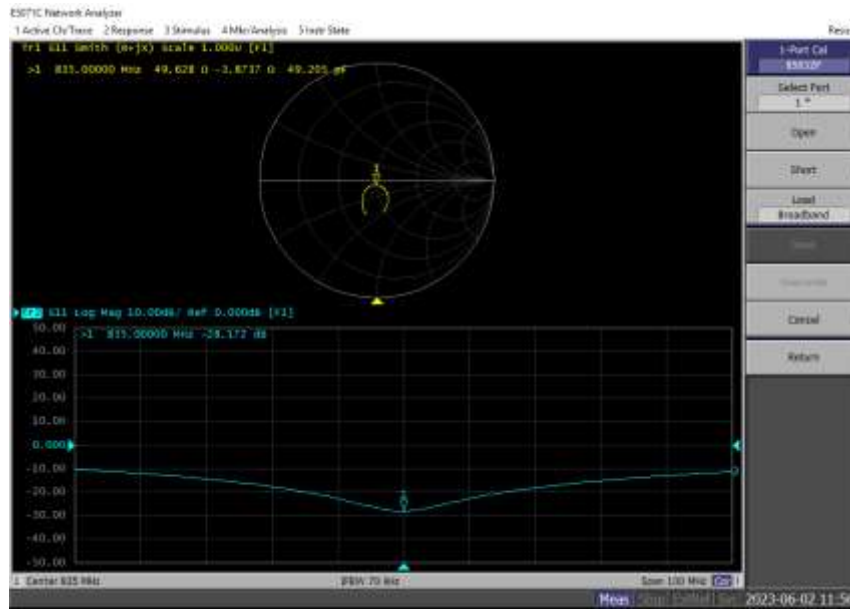 E5071C Network Analyzer
1 Active Ch/Trace 2 Response 3 Stimulus 4 Mkr/Analysis 5 Instr State
Tr1 S11 Smith (R+jX) Scale 1.000U [F1]
>1 835.00000 MHz 49.628 Ω -3.8737 Ω 49.205 pF
1-Port Cal
Select Port
1
Open
Short
Load
Broadband
Cancel
Return
Tr2 S11 Log Mag 10.00dB/ Ref 0.000dB [F1]
>1 835.00000 MHz -28.172 dB
50.00
40.00
30.00
20.00
10.00
0.000
-10.00
-20.00
-30.00
-40.00
-50.00
1 Center 835 MHz
IFBW 70 kHz
Span 100 MHz Cor
Meas
2023-06-02 11:56